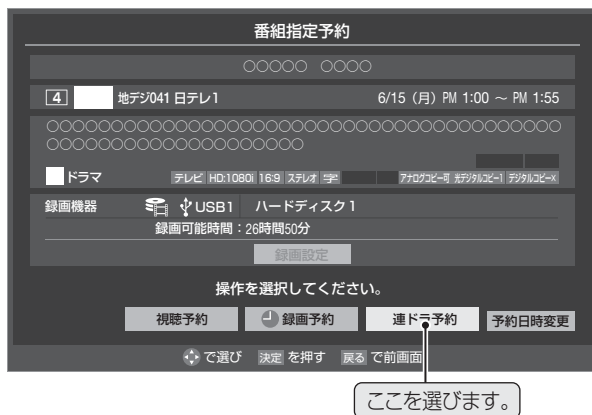 番組指定予約
○○○○○ ○○○○
4 地デジ041 日テレ1 6/15（月）PM 1:00 ～ PM 1:55
○○○○○○○○○○○○○○○○○○○○○○○○○○○○○○
○○○○○○○○○○○○○○○
ドラマ テレビ HD:1080i 16:9 ステレオ 字 アナログコピー可 光デジタルコピー1 デジタルコピー×
録画機器 USB1 ハードディスク1
録画可能時間：26時間50分
録画設定
操作を選択してください。
視聴予約 録画予約 連ドラ予約 予約日時変更
で選び 決定 を押す 戻る で前画面
ここを選びます。